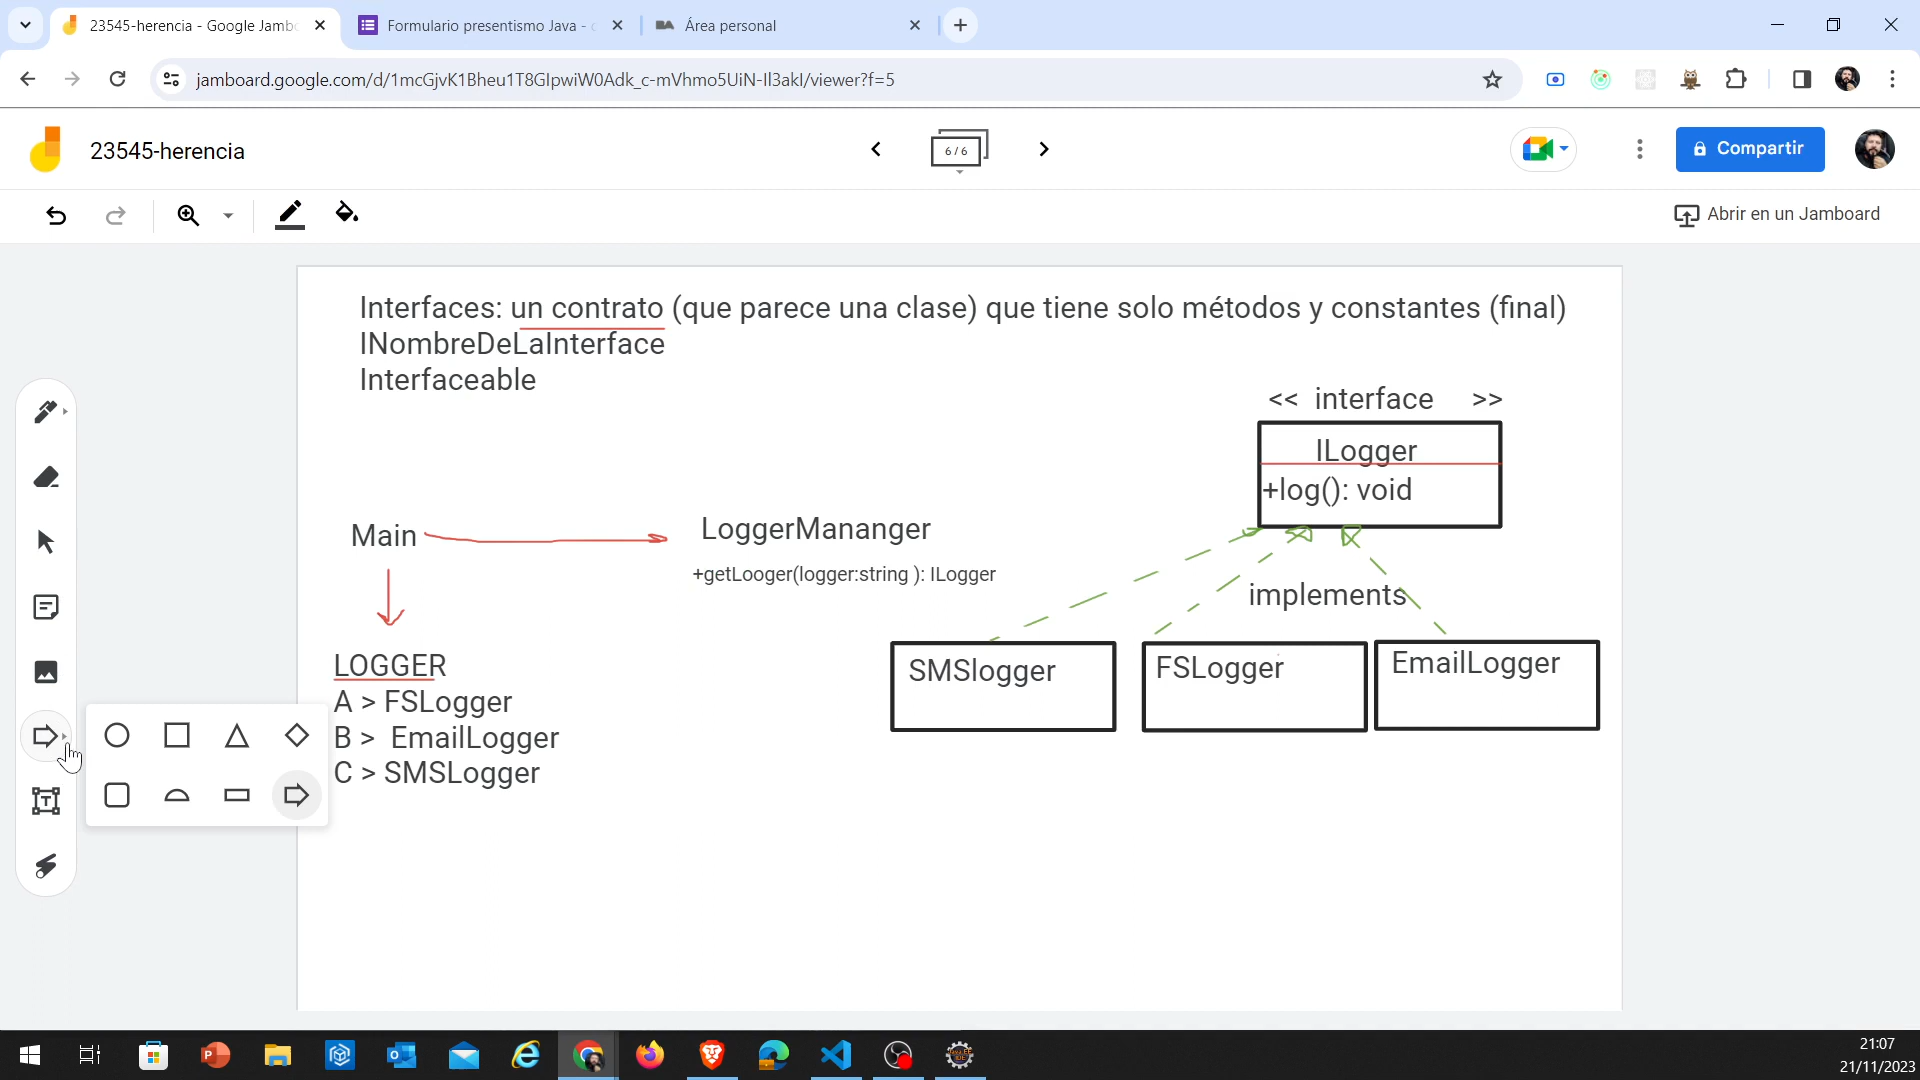 23545-herencia - Google Jambo
Formulario presentismo Java -
Área personal
jamboard.google.com/d/1mcGjvK1Bheu1T8GIpwiW0Adk_c-mVhmo5UiN-Il3akI/viewer?f=5
23545-herencia
6 / 6
Compartir
Abrir en un Jamboard
Interfaces: un contrato (que parece una clase) que tiene solo métodos y constantes (final)
INombreDeLaInterface
Interfaceable
<< interface >>
ILogger
+log(): void
Main
LoggerMananger
+getLooger(logger:string ): ILogger
implements
LOGGER
A > FSLogger
B > EmailLogger
C > SMSLogger
SMSlogger
FSLogger
EmailLogger
21:07
21/11/2023